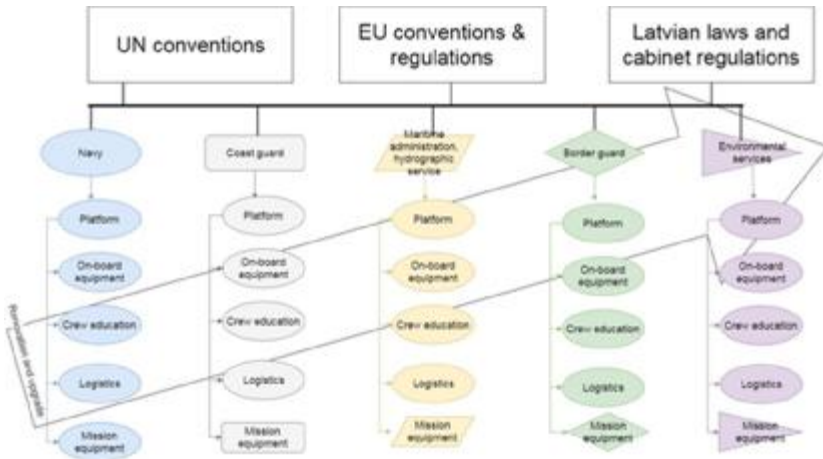 UN conventions
EU conventions &
regulations
Latvian laws and
cabinet regulations
Navy
Coast guard
Maritime
administration,
hydrographic
service
Border guard
Environmental
services
Platform
Platform
Platform
Platform
Platform
On-board
equipment
On-board
equipment
On-board
equipment
On-board
equipment
On-board
equipment
Crew education
Crew education
Crew education
Crew education
Crew education
Logistics
Logistics
Logistics
Logistics
Logistics
Mission
equipment
Mission
equipment
Mission
equipment
Mission
equipment
Mission
equipment
Renovation and upgrade